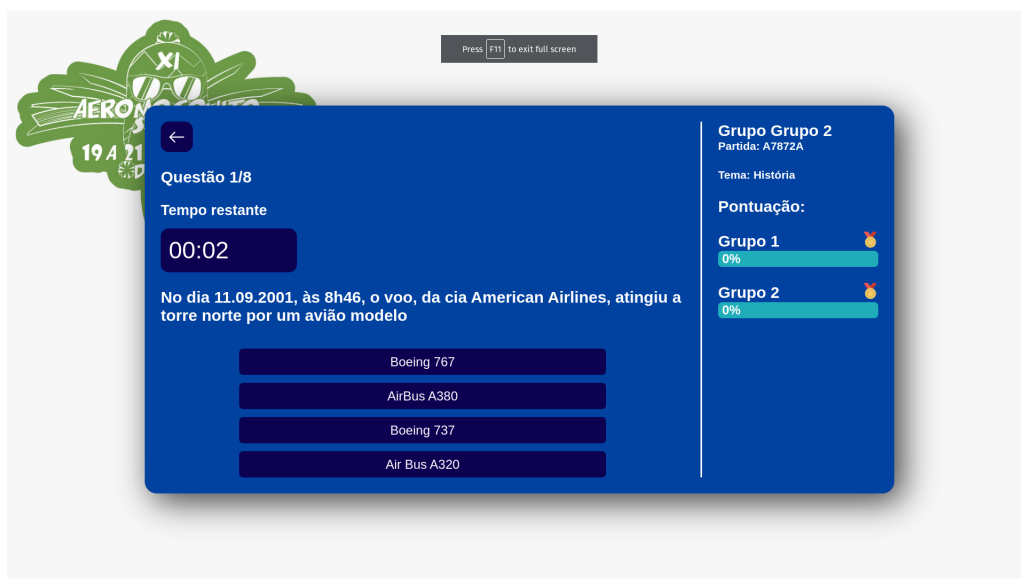 Press F11 to exit full screen
XI
19 A 21
Questão 1/8
Tempo restante
00:02
No dia 11.09.2001, às 8h46, o voo, da cia American Airlines, atingiu a
torre norte por um avião modelo
Boeing 767
AirBus A380
Boeing 737
Air Bus A320
Grupo Grupo 2
Partida: A7872A
Tema: História
Pontuação:
Grupo 1
0%
Grupo 2
0%